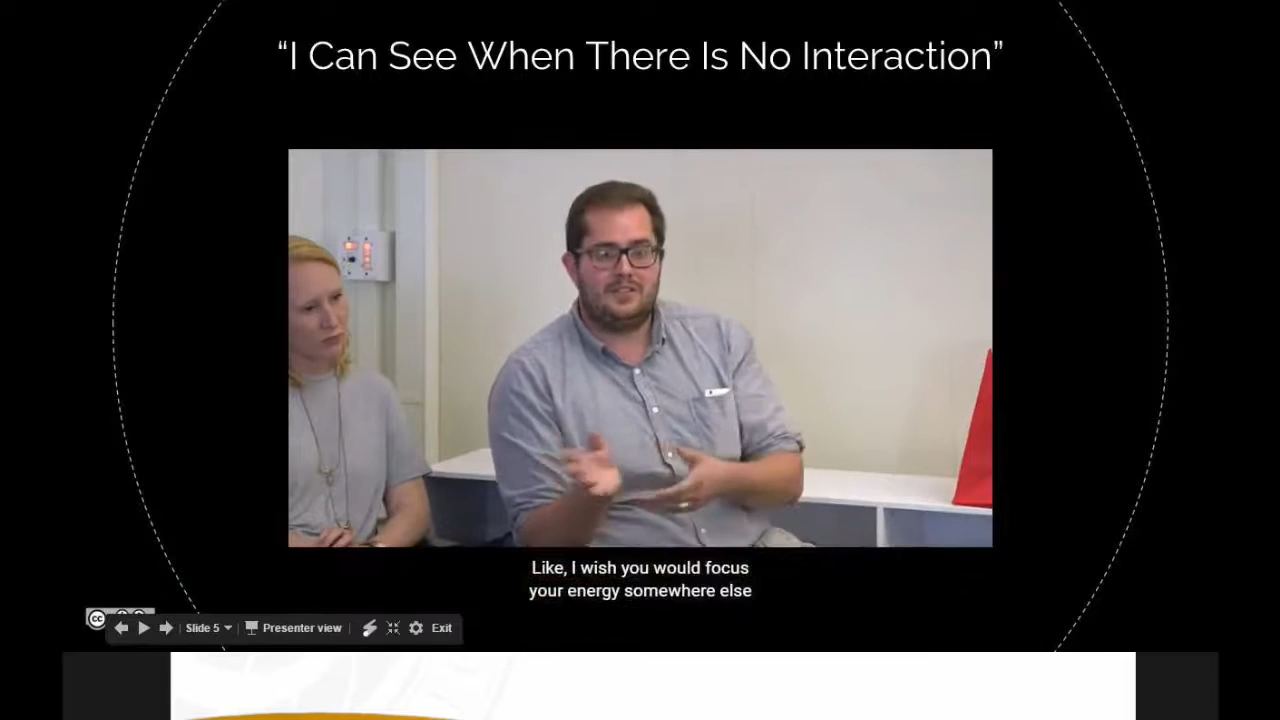 “I Can See When There Is No Interaction”
Like, I wish you would focus
your energy somewhere else
cc
Slide 5
Presenter view
Exit